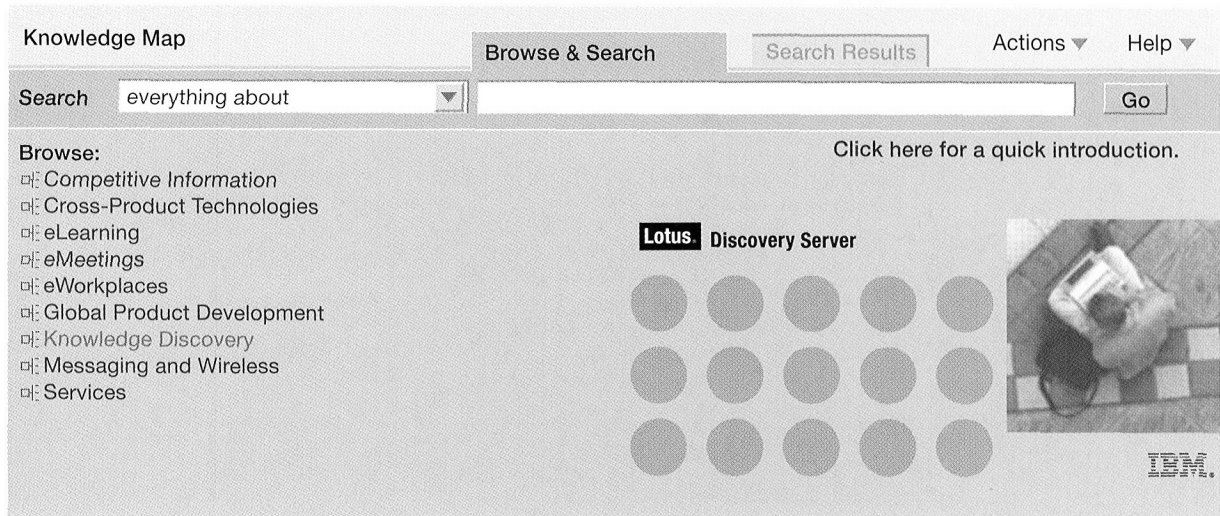 Knowledge Map
Browse & Search
Search Results
Actions
Help
Search
everything about
Go
Browse:
Competitive Information
Cross-Product Technologies
eLearning
eMeetings
eWorkplaces
Global Product Development
Knowledge Discovery
Messaging and Wireless
Services
Click here for a quick introduction.
Lotus. Discovery Server
IBM.